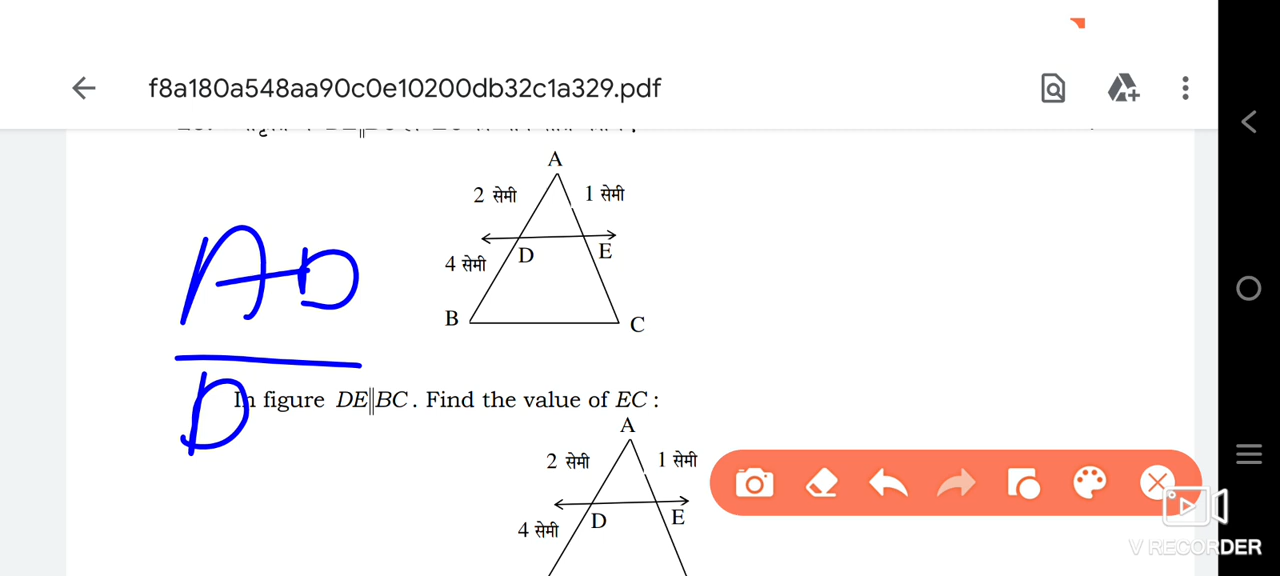 f8a180a548aa90c0e10200db32c1a329.pdf
A
2 सेमी 1 सेमी
D E
4 सेमी
B C
AD
D
In figure DE||BC. Find the value of EC :
A
2 सेमी 1 सेमी
D E
4 सेमी
V RECORDER